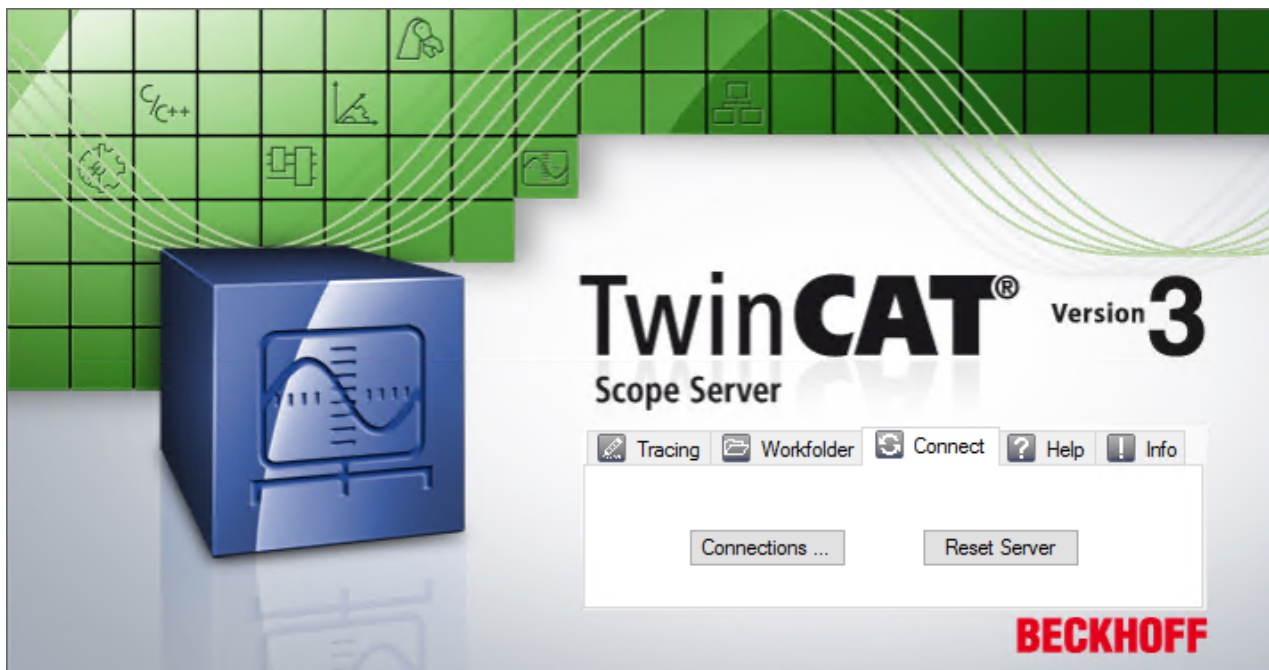 C/C++
TwinCAT® Version 3
Scope Server
Tracing Workfolder Connect ? Help ! Info
Connections ... Reset Server
BECKHOFF